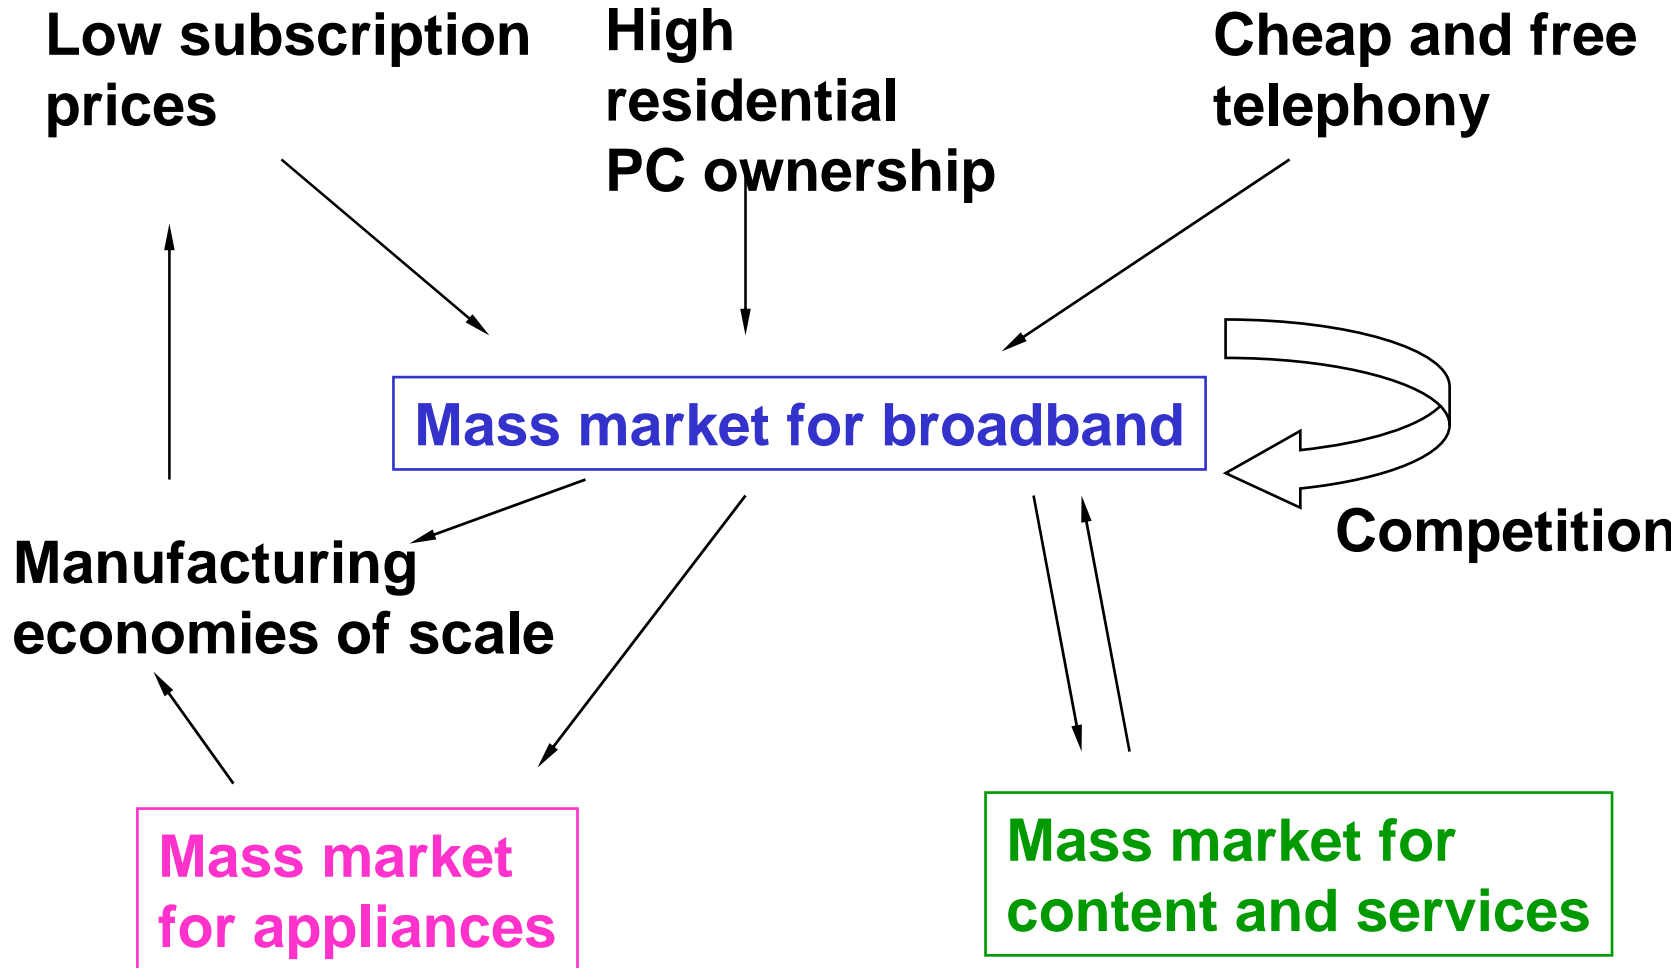 Low subscription
prices
High
residential
PC ownership
Cheap and free
telephony
Mass market for broadband
Competition
Manufacturing
economies of scale
Mass market
for appliances
Mass market for
content and services